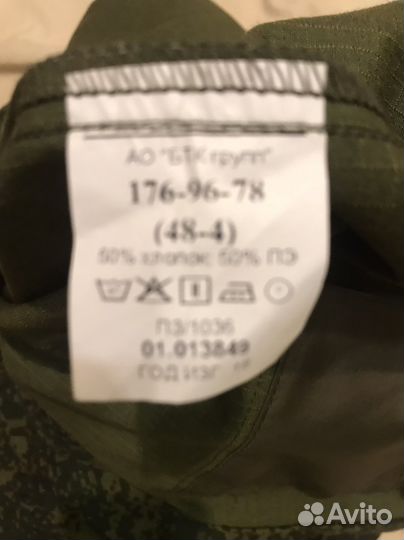 АО "БТК групп"
176-96-78
(48-4)
50% хлопок 50% ПЭ
ПЗ/1036
01.013849
ГОД ИЗГ.
Avito